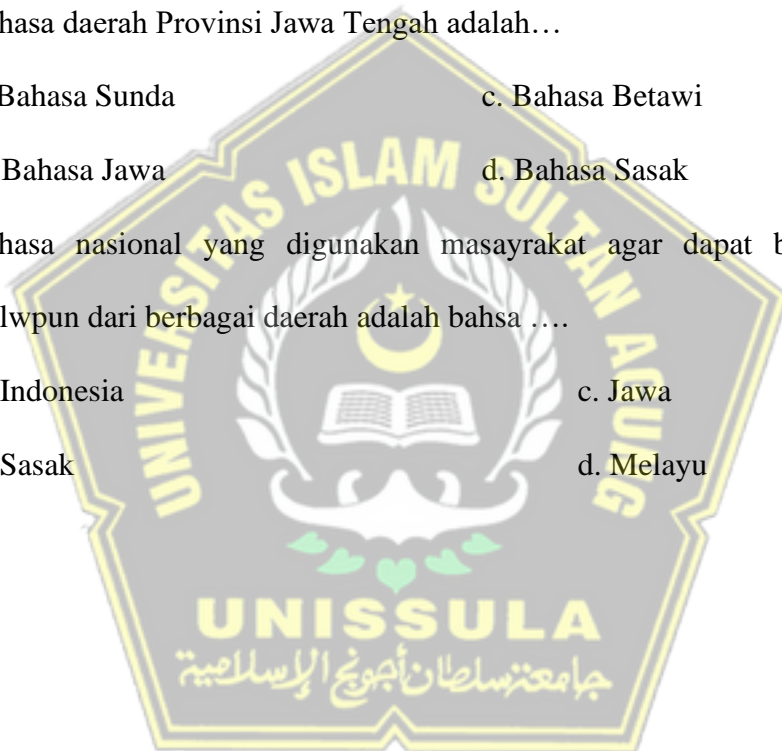 hasa daerah Provinsi Jawa Tengah adalah…
Bahasa Sunda c. Bahasa Betawi
Bahasa Jawa d. Bahasa Sasak
hasa nasional yang digunakan masayrakat agar dapat b
lwpun dari berbagai daerah adalah bahsa ….
Indonesia c. Jawa
Sasak d. Melayu
UNIVERSITAS ISLAM SULTAN AGUNG
UNISSULA
جامعة سلطان أجونج الإسلامية